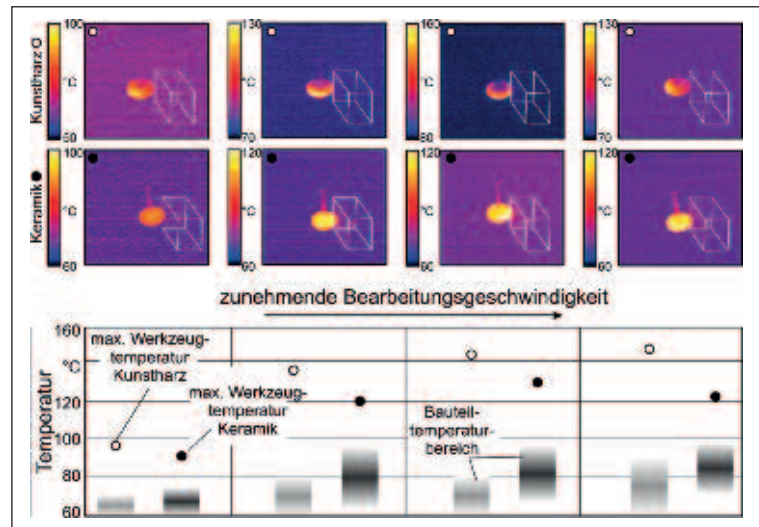 100
°C
60
Kunstharz
130
°C
70
160
°C
80
130
°C
70
100
°C
60
Keramik
120
°C
60
120
°C
60
120
°C
60
zunehmende Bearbeitungsgeschwindigkeit
Temperatur
160
°C
120
100
80
60
max. Werkzeug-
temperatur
Kunstharz
max. Werkzeug-
temperatur
Keramik
Bauteil-
temperatur-
bereich